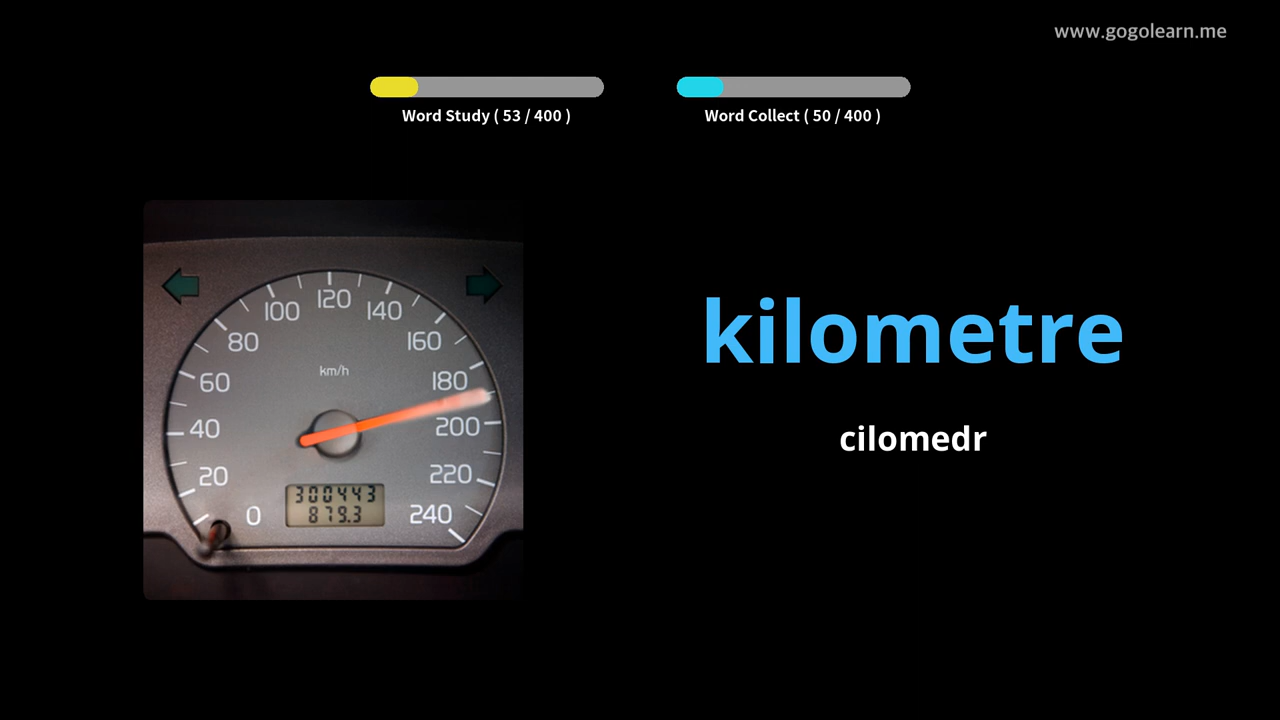 www.gogolearn.me
Word Study ( 53 / 400 )
Word Collect ( 50 / 400 )
120
100
140
80
160
km/h
60
180
40
200
20
220
0
300443
879.3
240
kilometre
cilomedr